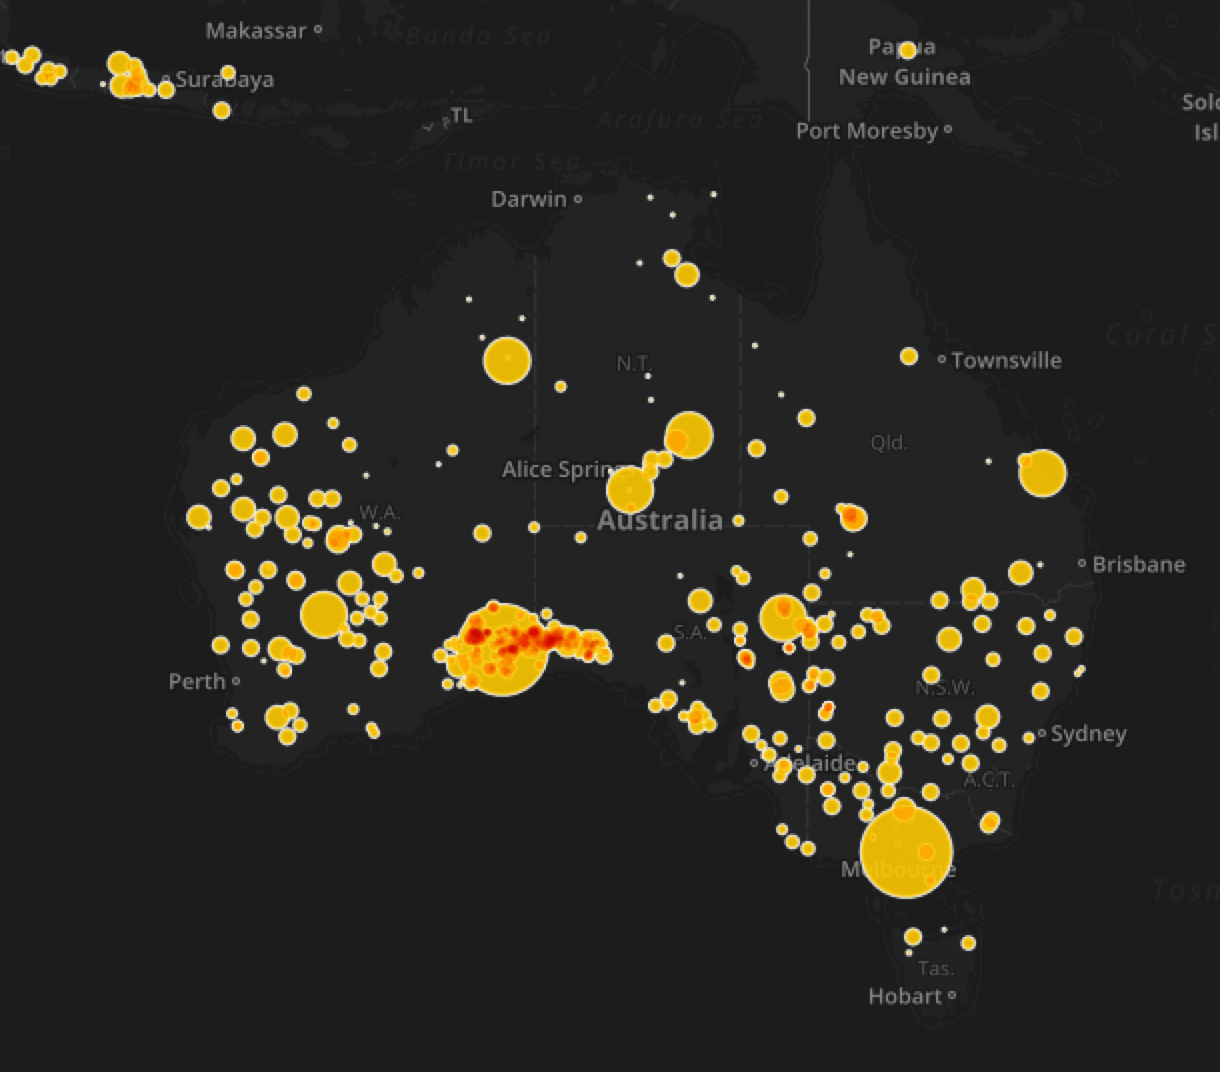 Makassar
Banda Sea
Papua
New Guinea
Surabaya
Solo
Isl
TL
Arafura Sea
Port Moresby
Timor Sea
Darwin
Coral S
N.T.
Townsville
Qld.
Alice Springs
W.A.
Australia
Brisbane
S.A.
Perth
N.S.W.
Sydney
Adelaide
A.C.T.
Melbourne
Tasm
Tas.
Hobart